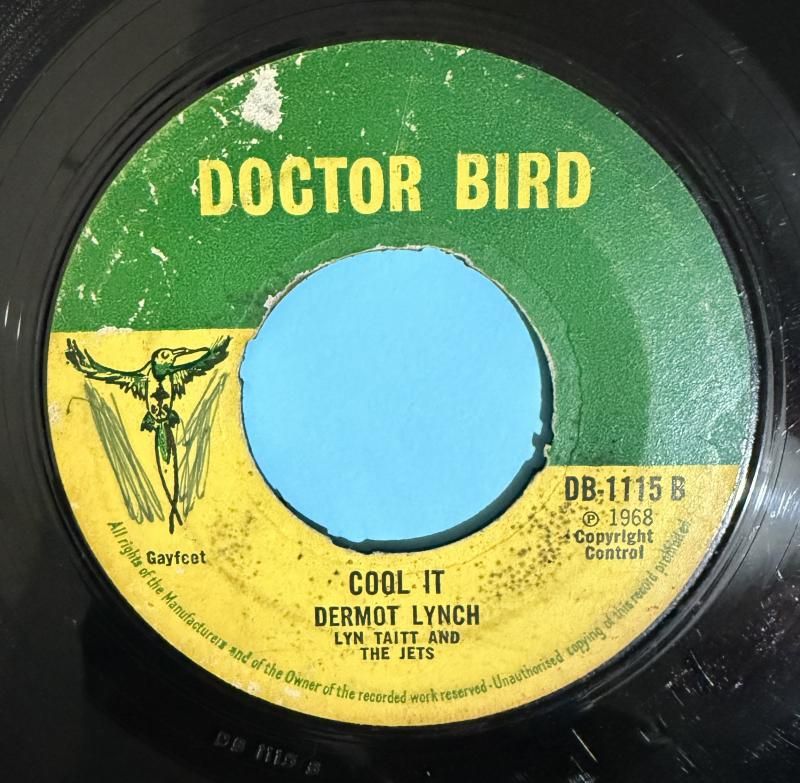 DOCTOR BIRD
DB-1115 B
℗ 1968
Copyright
Control
Gayfeet
COOL IT
DERMOT LYNCH
LYN TAITT AND
THE JETS
All rights of the Manufacturers and of the Owner of the recorded work reserved - Unauthorised copying of this record prohibited
DB 1115 B